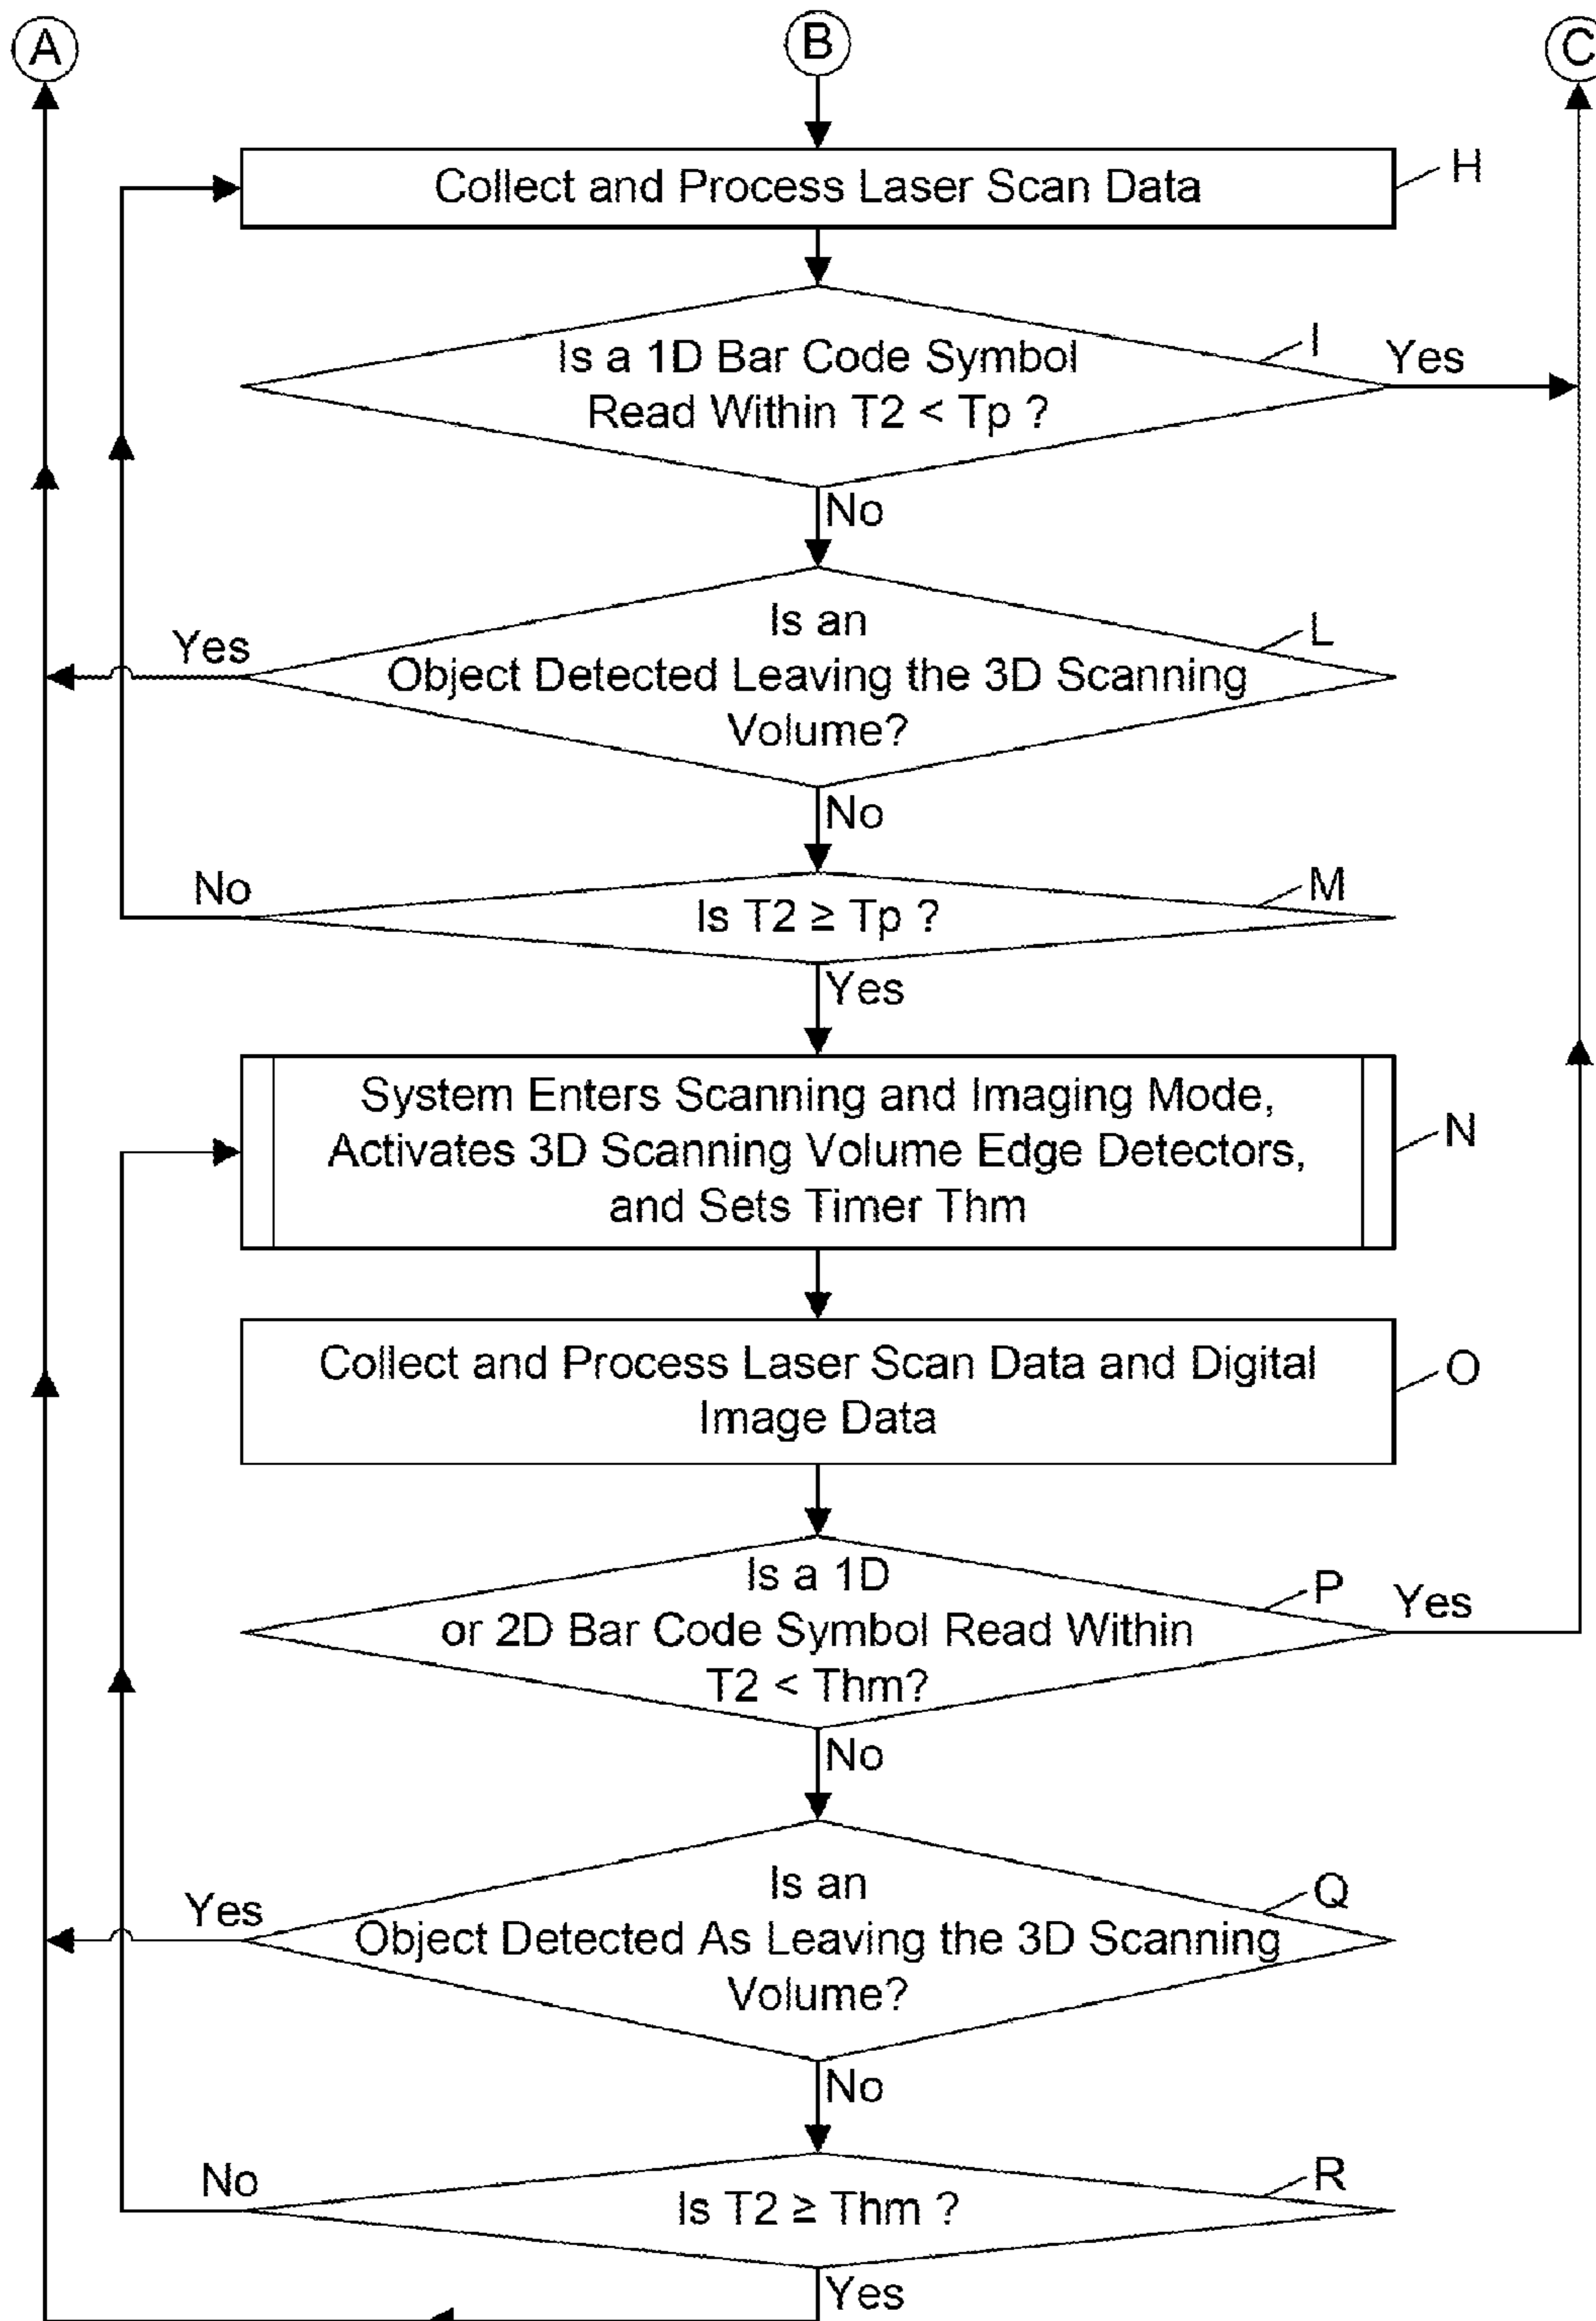 A
B
C
Collect and Process Laser Scan Data
H
Is a 1D Bar Code Symbol
Read Within T2 < Tp ?
I
Yes
No
Is an
Object Detected Leaving the 3D Scanning
Volume?
L
Yes
No
Is T2 ≥ Tp ?
M
No
Yes
System Enters Scanning and Imaging Mode,
Activates 3D Scanning Volume Edge Detectors,
and Sets Timer Thm
N
Collect and Process Laser Scan Data and Digital
Image Data
O
Is a 1D
or 2D Bar Code Symbol Read Within
T2 < Thm?
P
Yes
No
Is an
Object Detected As Leaving the 3D Scanning
Volume?
Q
Yes
No
Is T2 ≥ Thm ?
R
No
Yes